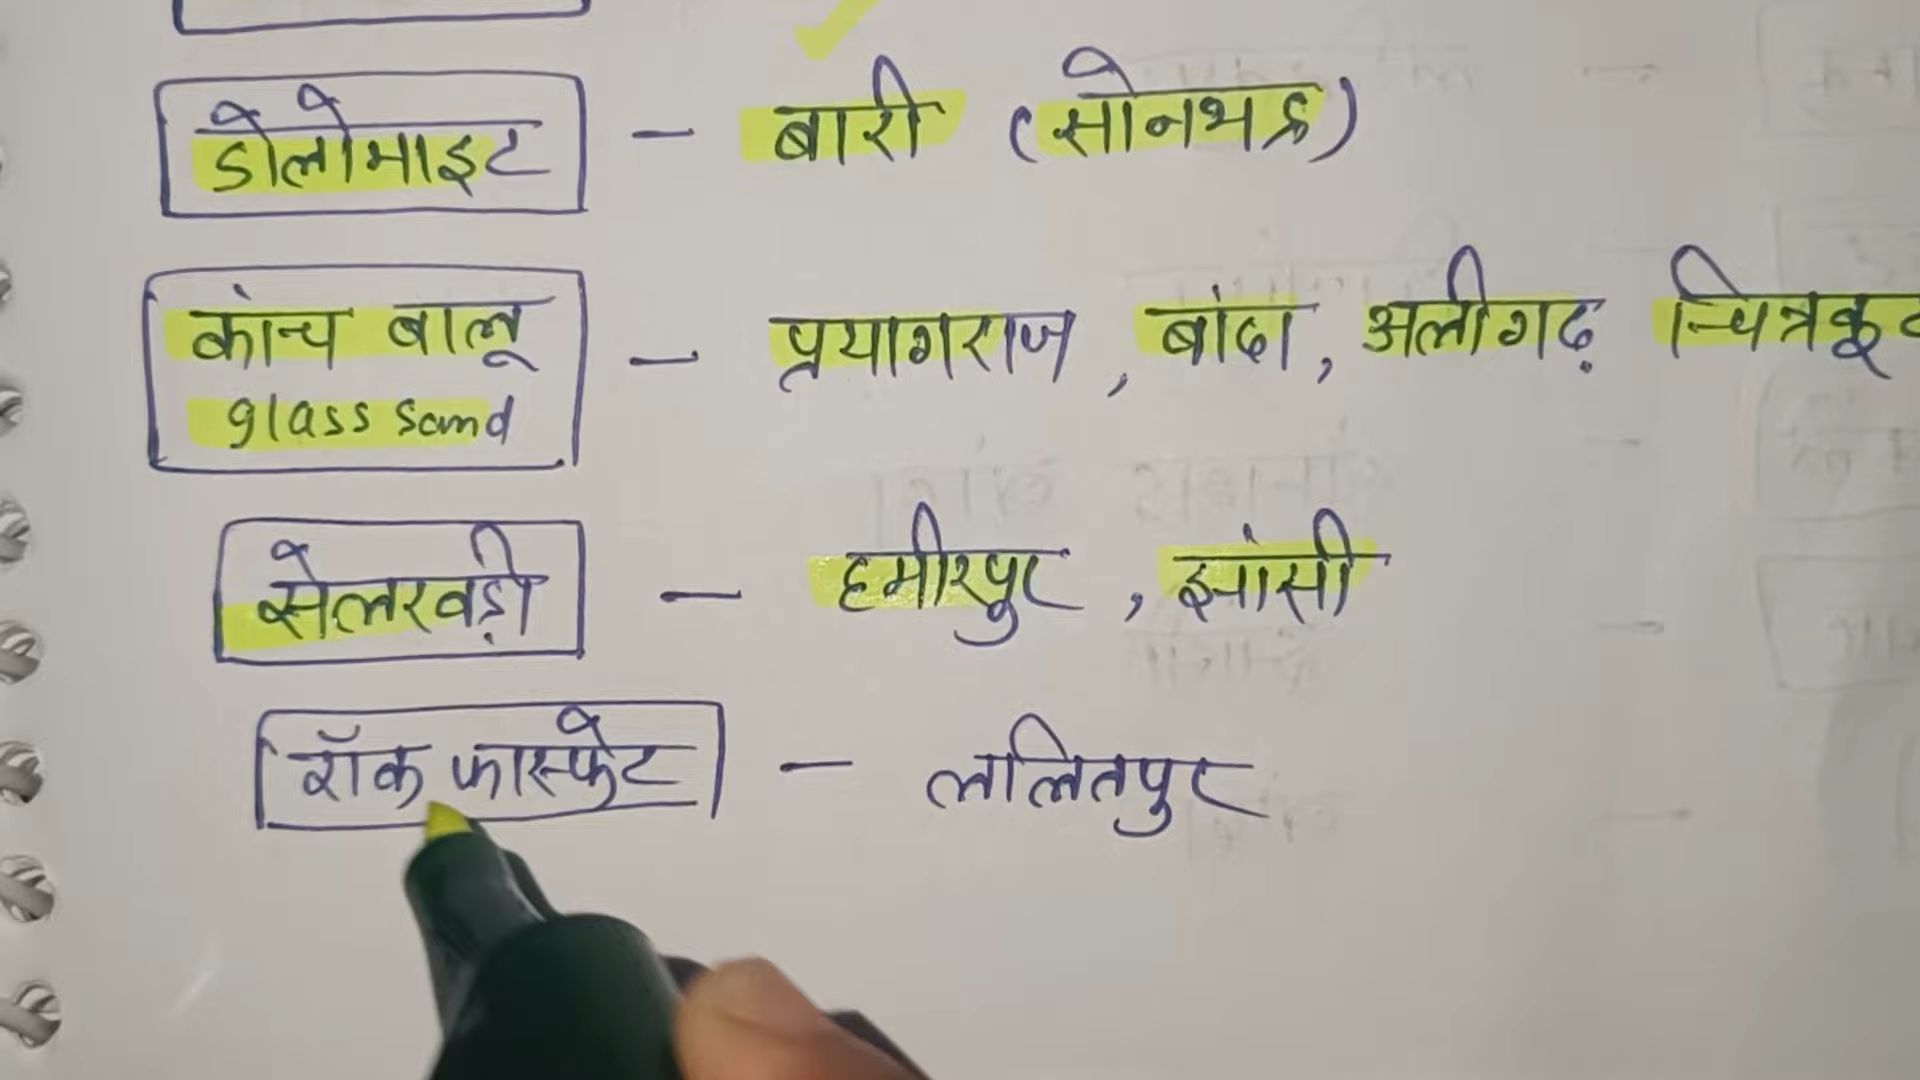 डोलोमाइट - बारी (सोनभद्र)
कांच बालू - प्रयागराज, बांदा, अलीगढ़ चित्रकूट
glass sand
सेलखड़ी - हमीरपुर, झांसी
रॉक फास्फेट - ललितपुर